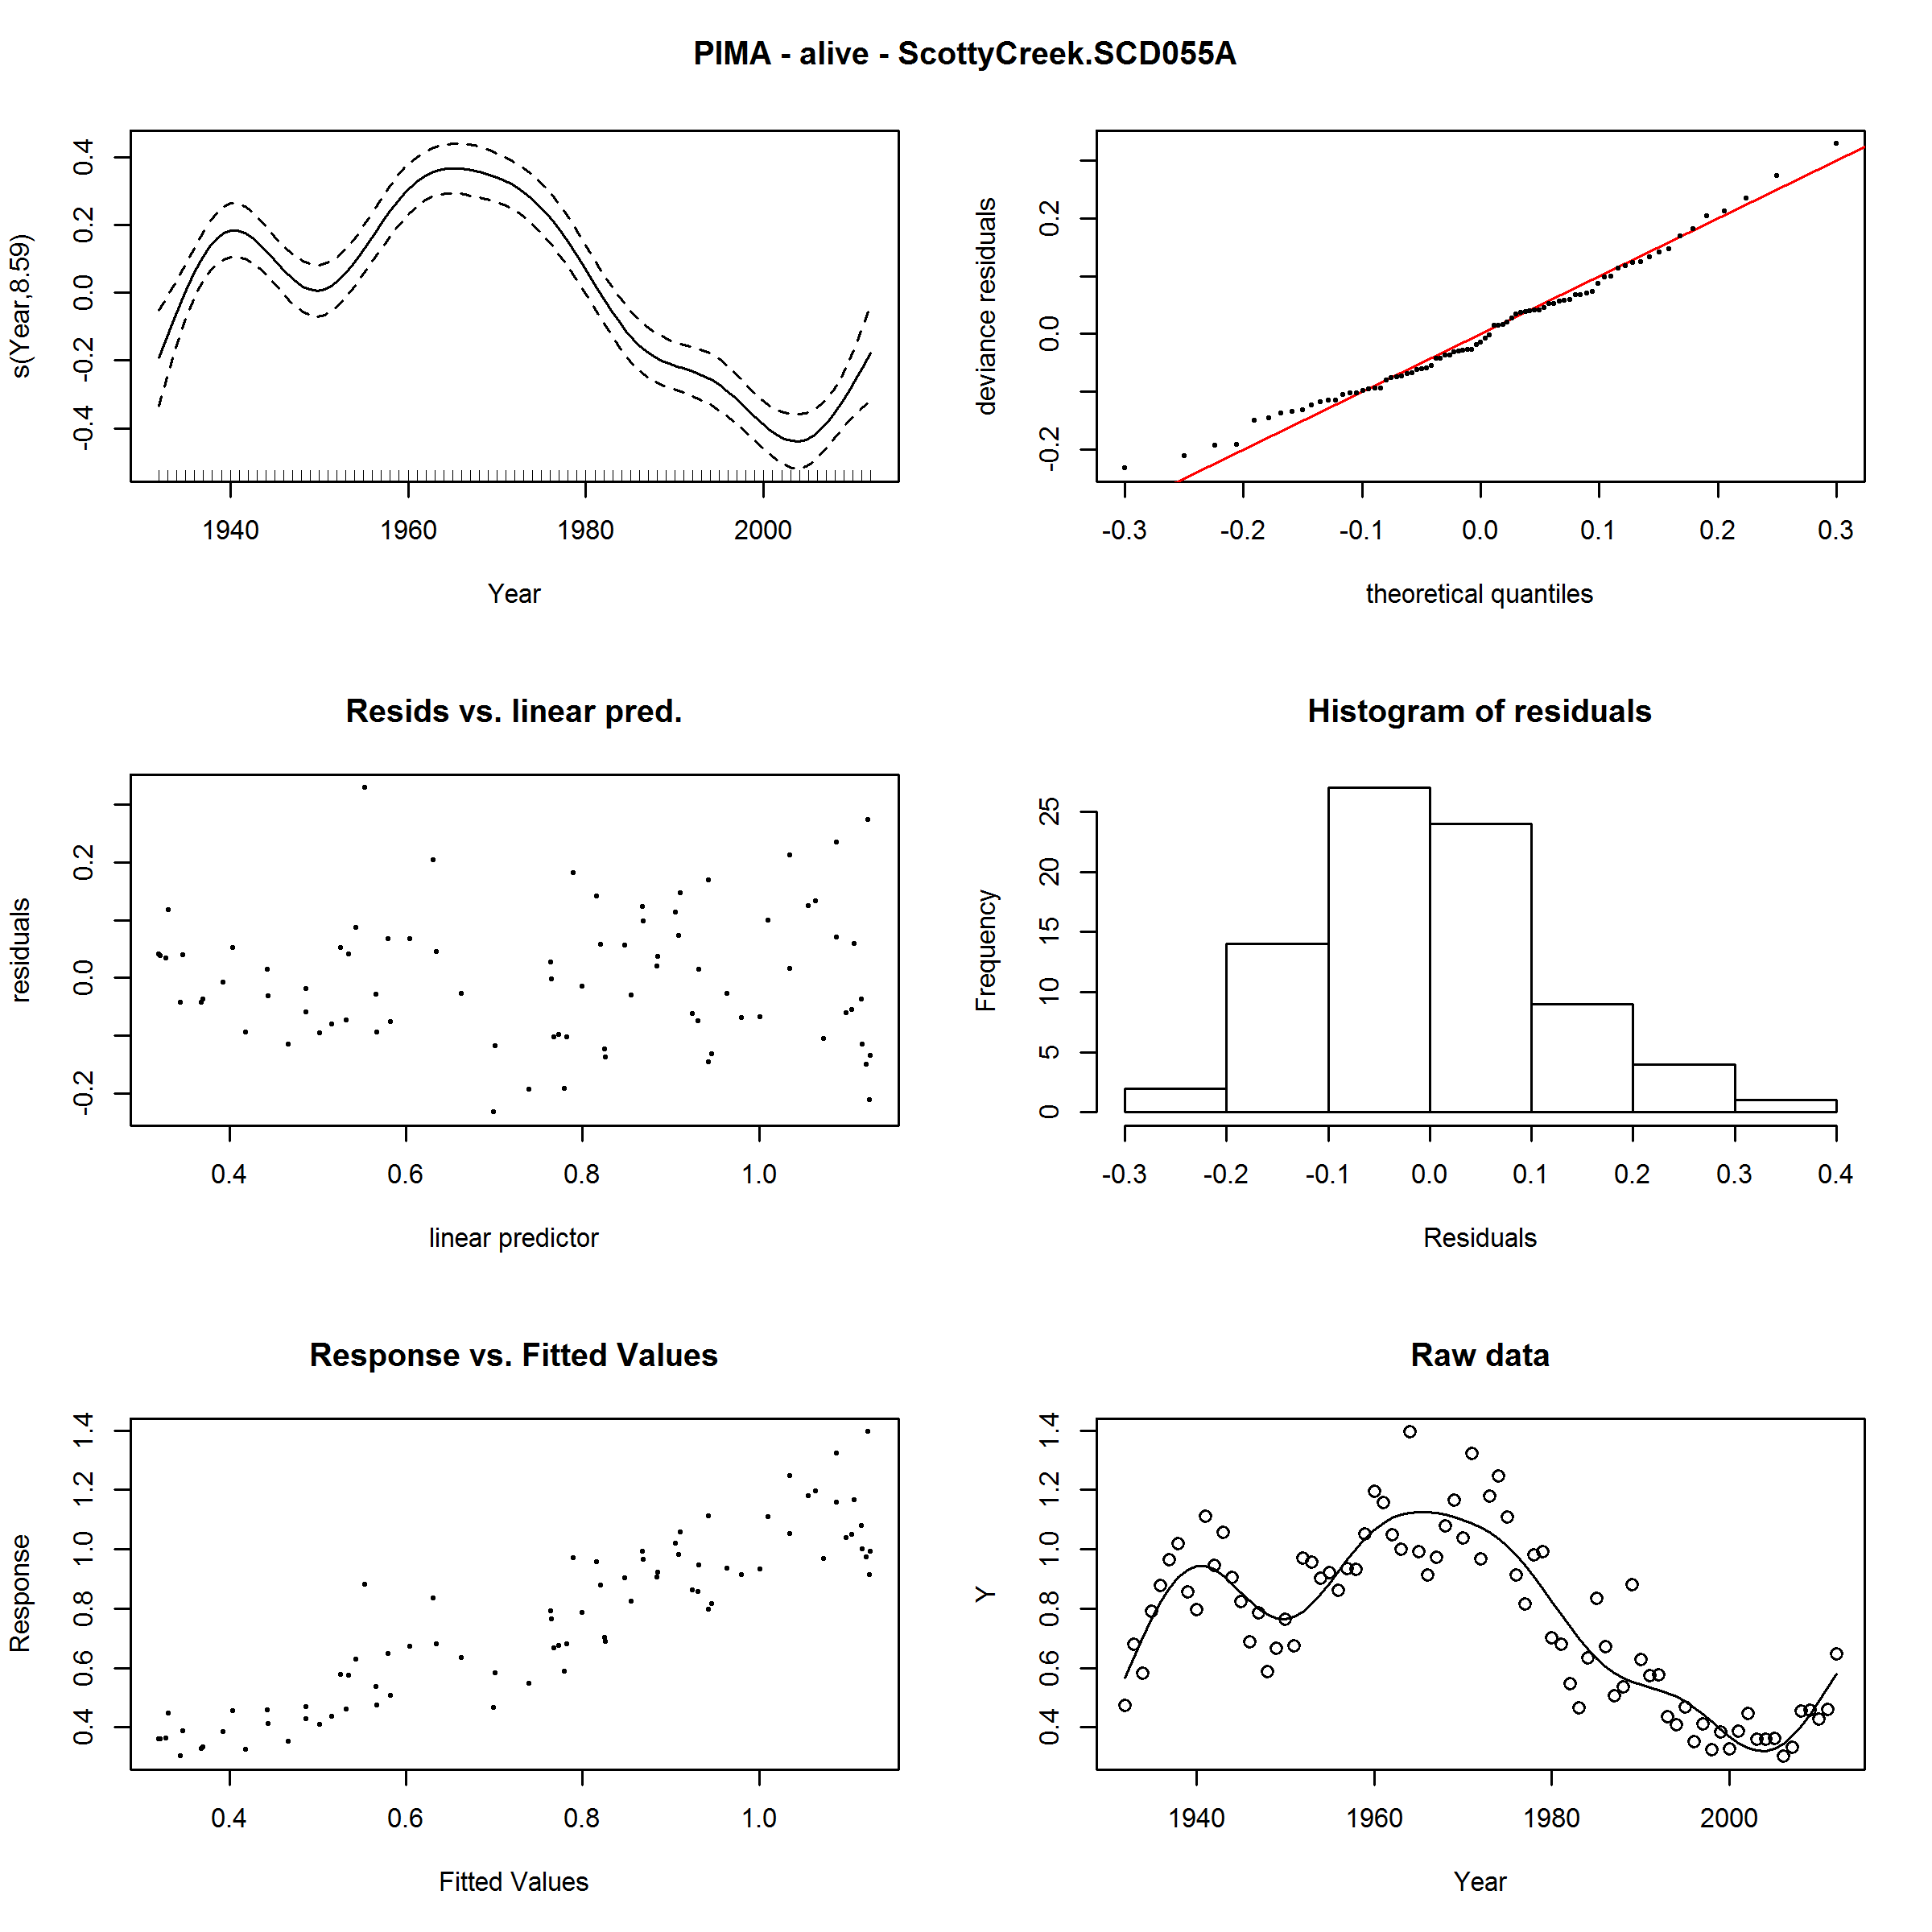 PIMA - alive - ScottyCreek.SCD055A
s(Year,8.59)
-0.4 -0.2 0.0 0.2 0.4
1940 1960 1980 2000
Year
deviance residuals
-0.2 0.0 0.2
-0.3 -0.2 -0.1 0.0 0.1 0.2 0.3
theoretical quantiles
Resids vs. linear pred.
residuals
-0.2 0.0 0.2
0.4 0.6 0.8 1.0
linear predictor
Histogram of residuals
Frequency
0 5 10 15 20 25
-0.3 -0.2 -0.1 0.0 0.1 0.2 0.3 0.4
Residuals
Response vs. Fitted Values
Response
0.4 0.6 0.8 1.0 1.2 1.4
0.4 0.6 0.8 1.0
Fitted Values
Raw data
Y
0.4 0.6 0.8 1.0 1.2 1.4
1940 1960 1980 2000
Year